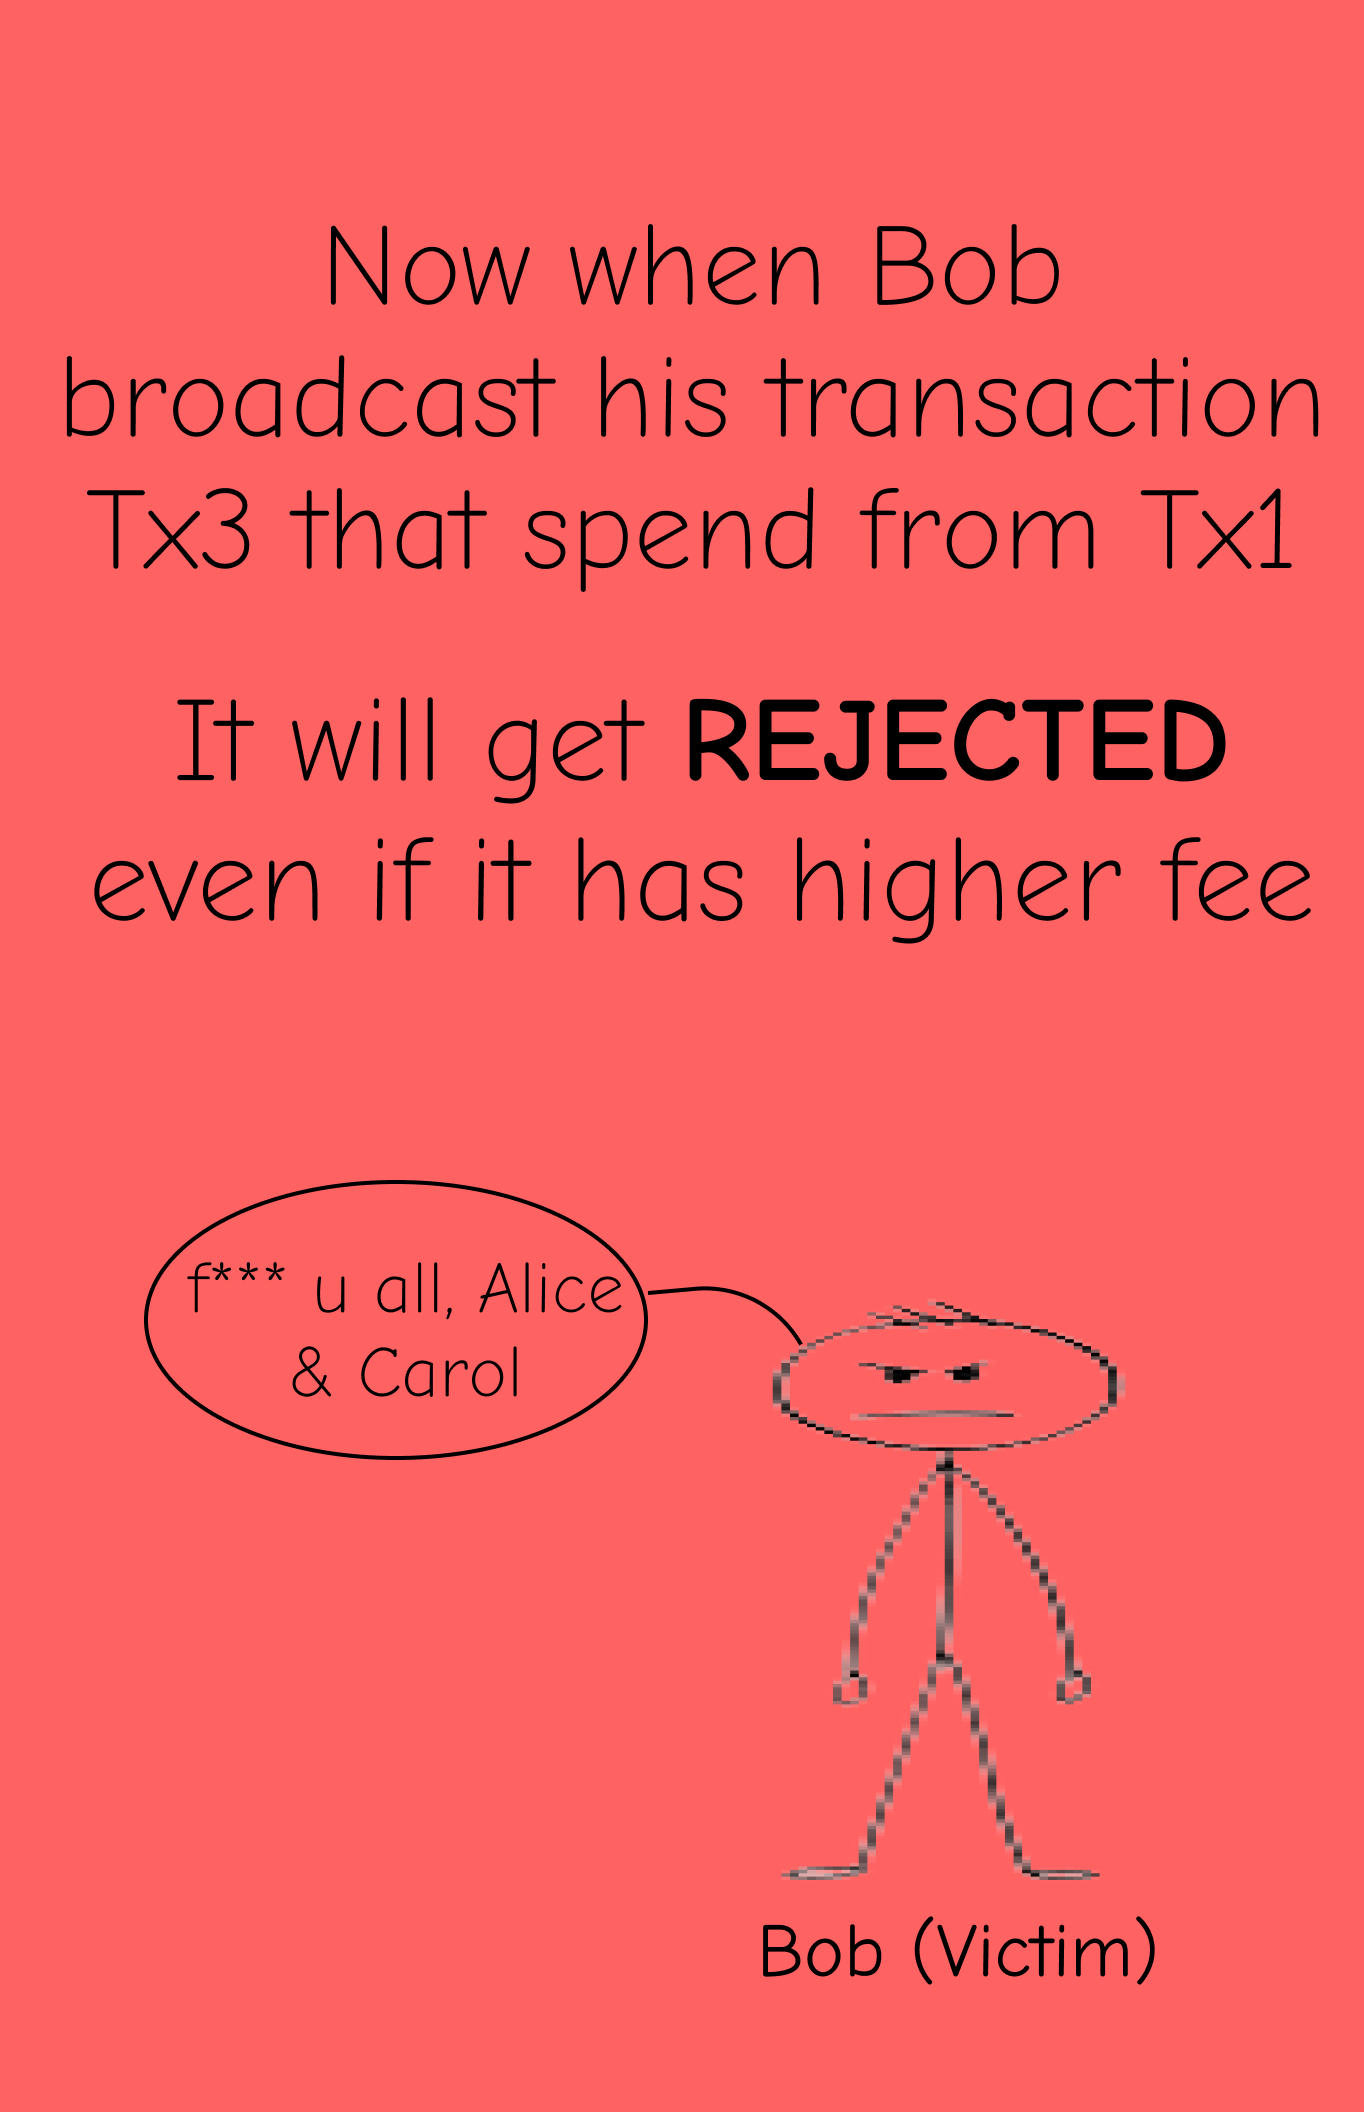 Now when Bob
broadcast his transaction
Tx3 that spend from Tx1
It will get REJECTED
even if it has higher fee
f*** u all, Alice
& Carol
Bob (Victim)